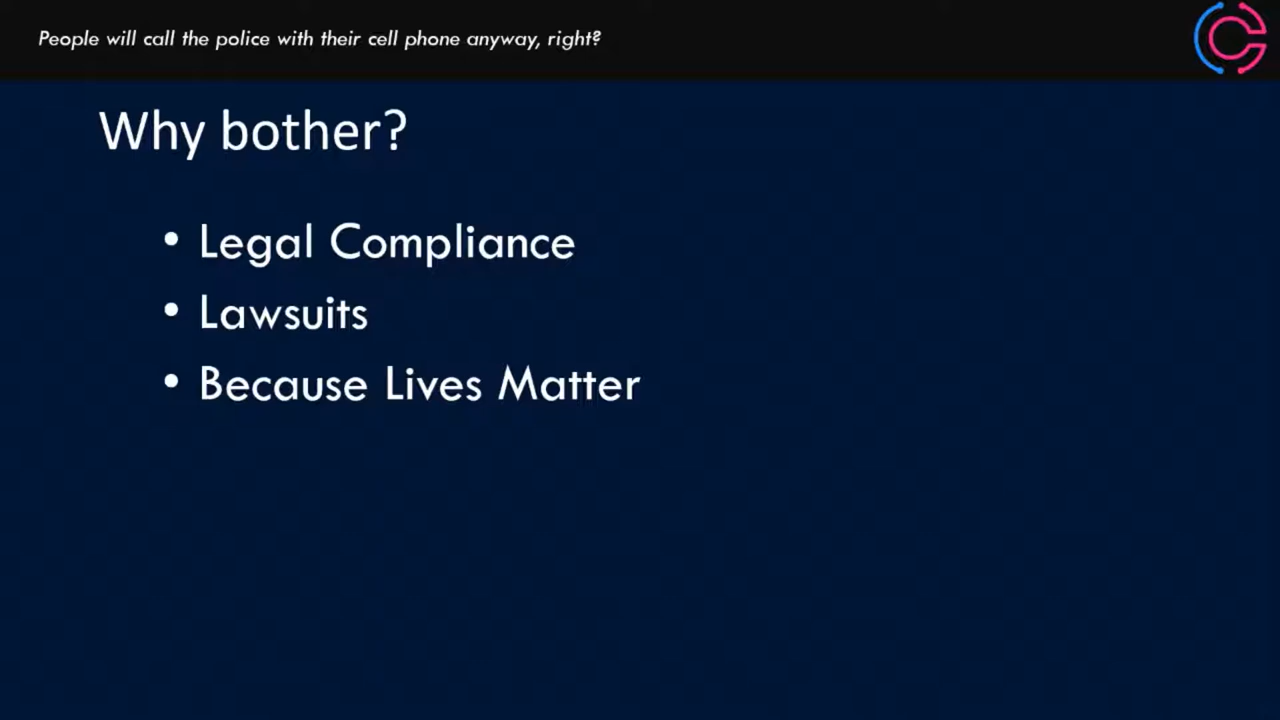 People will call the police with their cell phone anyway, right?
Why bother?
• Legal Compliance
• Lawsuits
• Because Lives Matter